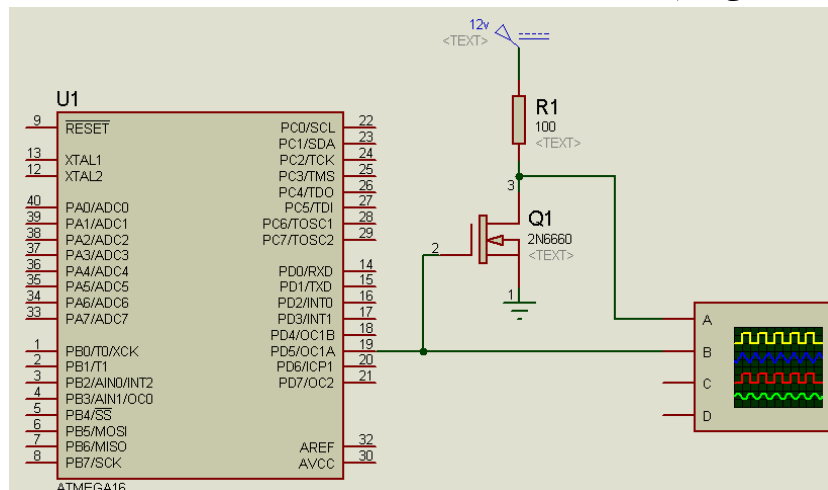 12v
<TEXT>
U1
R1
100
<TEXT>
9 RESET PC0/SCL 22
PC1/SDA 23
13 XTAL1 PC2/TCK 24
12 XTAL2 PC3/TMS 25
PC4/TDO 26
40 PA0/ADC0 PC5/TDI 27
39 PA1/ADC1 PC6/TOSC1 28
38 PA2/ADC2 PC7/TOSC2 29
37 PA3/ADC3
36 PA4/ADC4 PD0/RXD 14
35 PA5/ADC5 PD1/TXD 15
34 PA6/ADC6 PD2/INT0 16
33 PA7/ADC7 PD3/INT1 17
PD4/OC1B 18
1 PB0/T0/XCK PD5/OC1A 19
2 PB1/T1 PD6/ICP1 20
3 PB2/AIN0/INT2 PD7/OC2 21
4 PB3/AIN1/OC0
5 PB4/SS
6 PB5/MOSI
7 PB6/MISO AREF 32
8 PB7/SCK AVCC 30
ATMEGA16
3
Q1
2N6660
<TEXT>
2
1
A
B
C
D